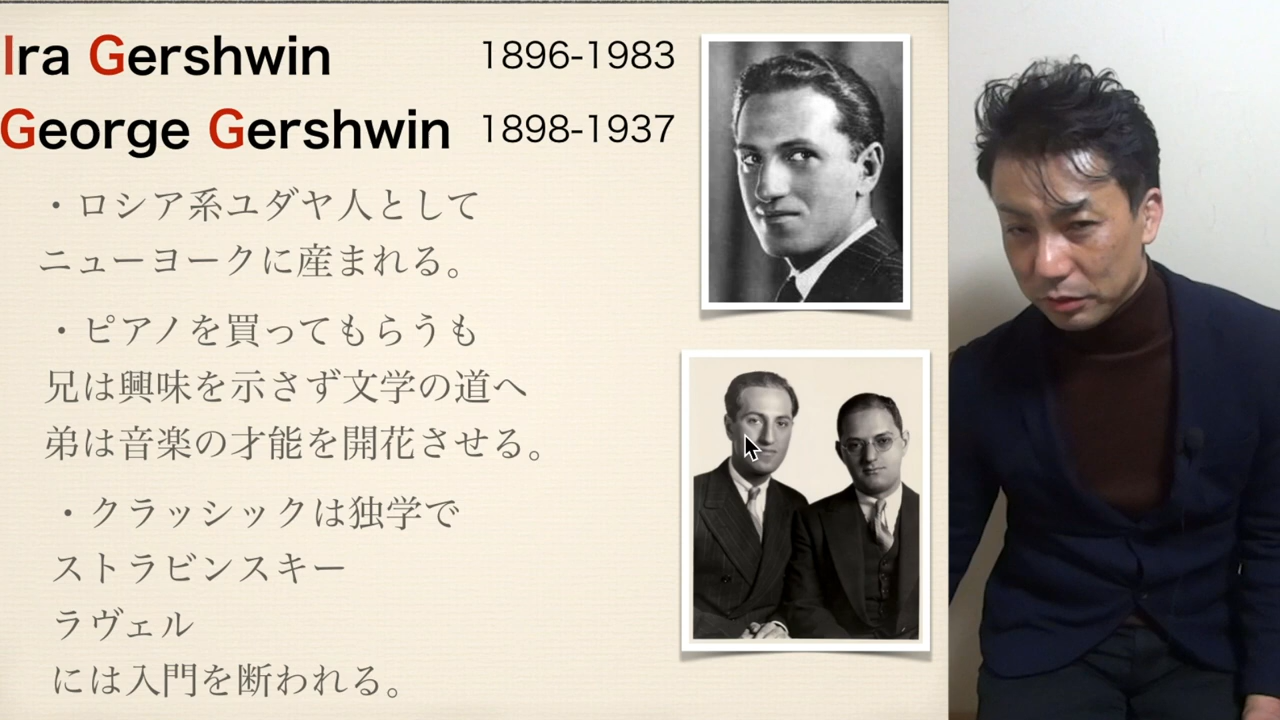 Ira Gershwin 1896-1983
George Gershwin 1898-1937
・ロシア系ユダヤ人として
ニューヨークに産まれる。
・ピアノを買ってもらうも
兄は興味を示さず文学の道へ
弟は音楽の才能を開花させる。
・クラッシックは独学で
ストラビンスキー
ラヴェル
には入門を断われる。